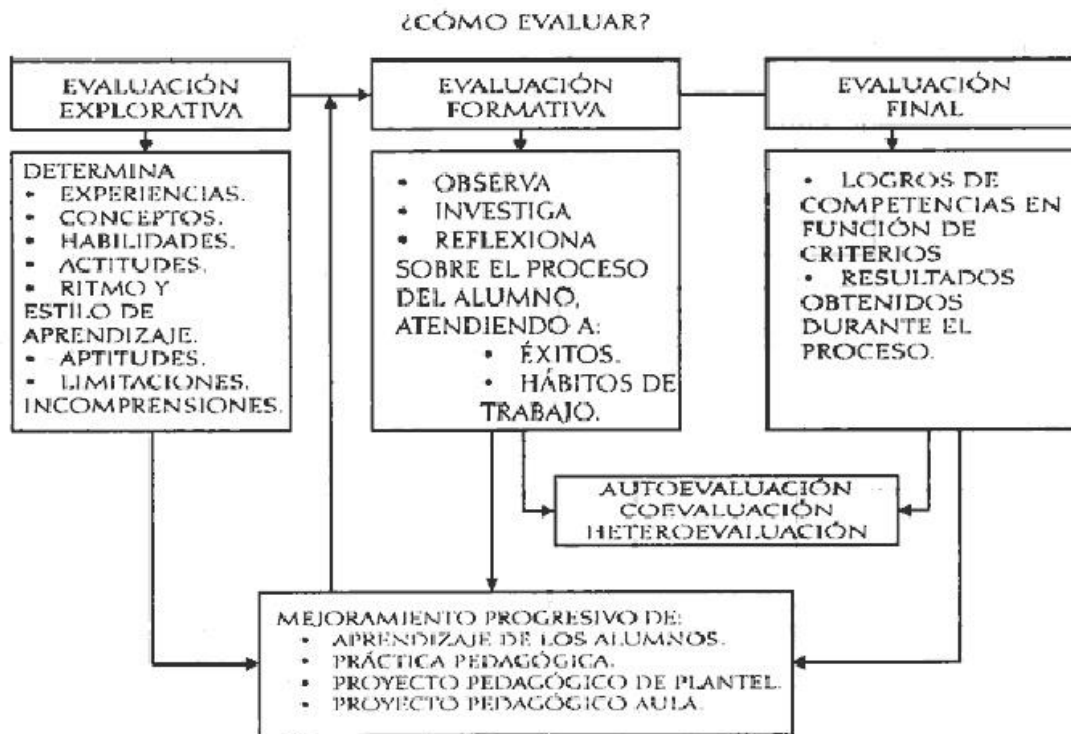 ¿CÓMO EVALUAR?
EVALUACIÓN
EXPLORATIVA
EVALUACIÓN
FORMATIVA
EVALUACIÓN
FINAL
DETERMINA
• EXPERIENCIAS.
• CONCEPTOS.
• HABILIDADES.
• ACTITUDES.
• RITMO Y
ESTILO DE
APRENDIZAJE.
• APTITUDES.
• LIMITACIONES.
INCOMPRENSIONES.
• OBSERVA
• INVESTIGA
• REFLEXIONA
SOBRE EL PROCESO
DEL ALUMNO,
ATENDIENDO A:
• ÉXITOS.
• HÁBITOS DE
TRABAJO.
• LOGROS DE
COMPETENCIAS EN
FUNCIÓN DE
CRITERIOS
• RESULTADOS
OBTENIDOS
DURANTE EL
PROCESO.
AUTOEVALUACIÓN
COEVALUACIÓN
HETEROEVALUACIÓN
MEJORAMIENTO PROGRESIVO DE:
• APRENDIZAJE DE LOS ALUMNOS.
• PRÁCTICA PEDAGÓGICA.
• PROYECTO PEDAGÓGICO DE PLANTEL.
• PROYECTO PEDAGÓGICO AULA.